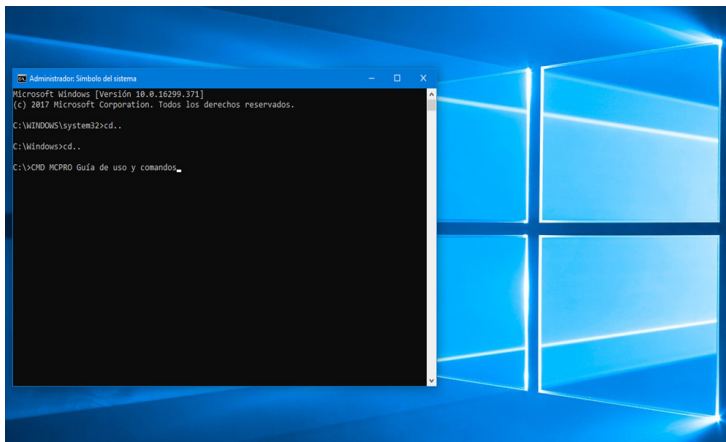 Administrador: Símbolo del sistema
Microsoft Windows [Versión 10.0.16299.371]
(c) 2017 Microsoft Corporation. Todos los derechos reservados.
C:\WINDOWS\system32>cd..
C:\Windows>cd..
C:\>CMD MCPRO Guía de uso y comandos